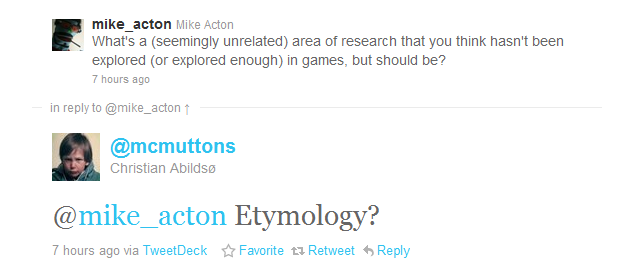 mike_acton Mike Acton
What's a (seemingly unrelated) area of research that you think hasn't been
explored (or explored enough) in games, but should be?
7 hours ago
in reply to @mike_acton ↑
@mcmuttons
Christian Abildsø
@mike_acton Etymology?
7 hours ago via TweetDeck Favorite Retweet Reply